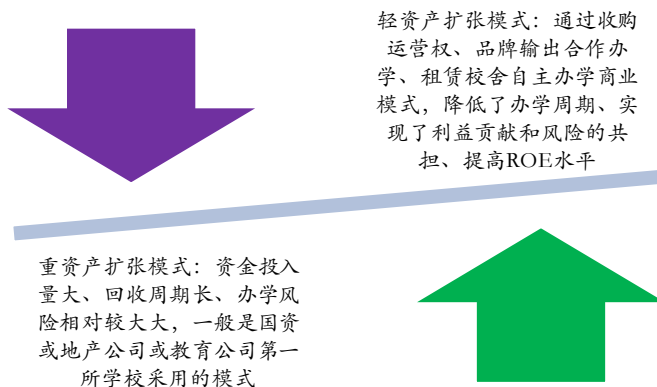 轻资产扩张模式：通过收购
运营权、品牌输出合作办
学、租赁校舍自主办学商业
模式，降低了办学周期、实
现了利益贡献和风险的共
担、提高ROE水平
重资产扩张模式：资金投入
量大、回收周期长、办学风
险相对较大大，一般是国资
或地产公司或教育公司第一
所学校采用的模式